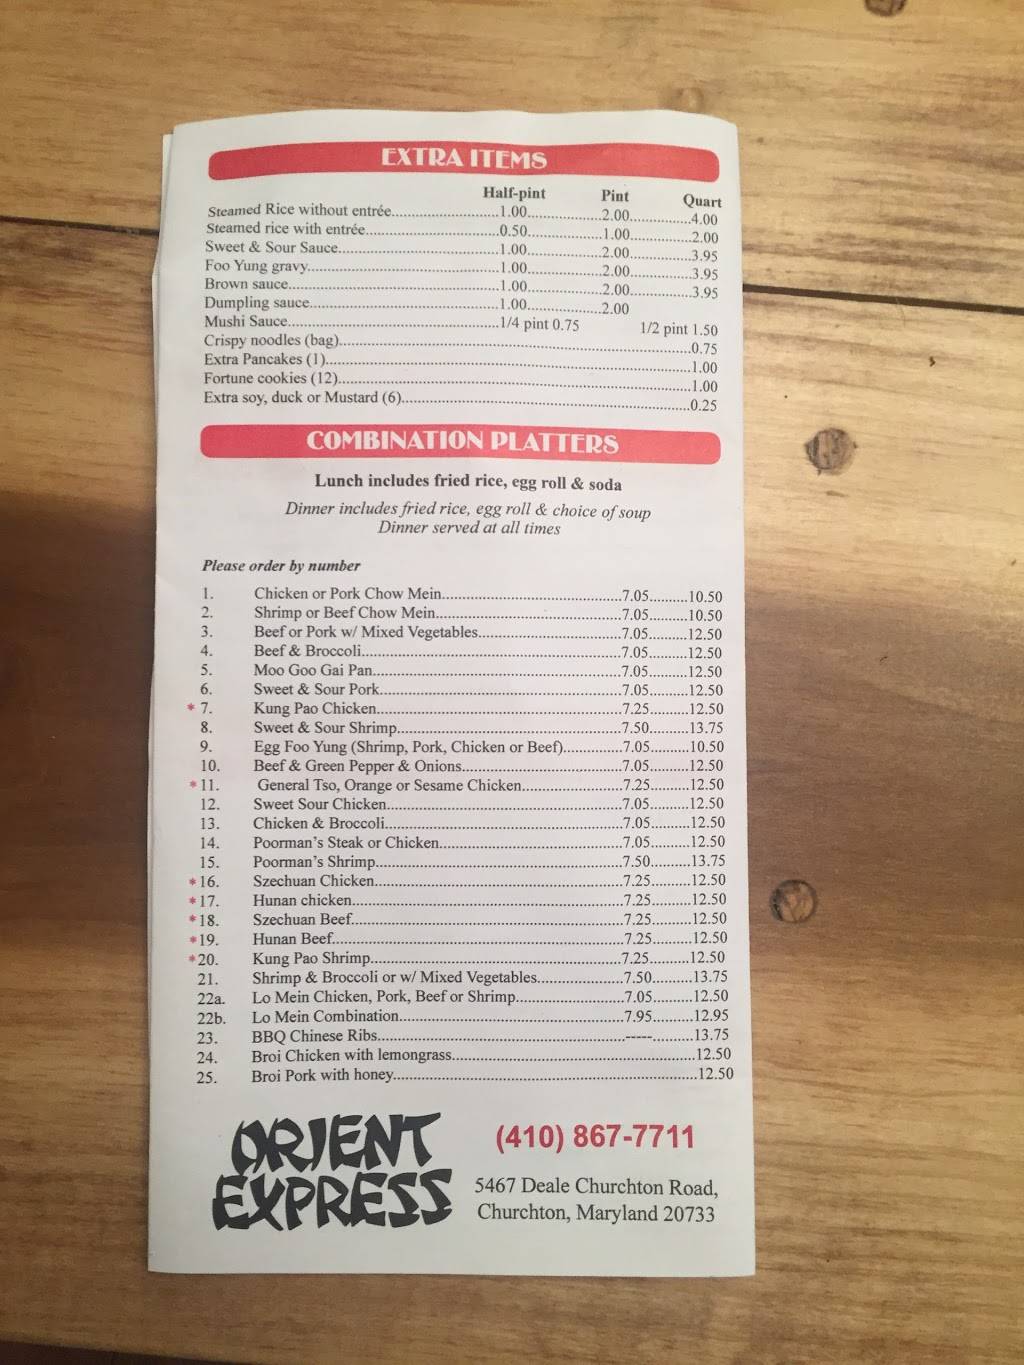 EXTRA ITEMS
Half-pint Pint Quart
Steamed Rice without entrée 1.00 2.00 4.00
Steamed rice with entrée 0.50 1.00 2.00
Sweet & Sour Sauce 1.00 2.00 3.95
Foo Yung gravy 1.00 2.00 3.95
Brown sauce 1.00 2.00 3.95
Dumpling sauce 1.00 2.00
Mushi Sauce 1/4 pint 0.75 1/2 pint 1.50
Crispy noodles (bag) 0.75
Extra Pancakes (1) 1.00
Fortune cookies (12) 1.00
Extra soy, duck or Mustard (6) 0.25
COMBINATION PLATTERS
Lunch includes fried rice, egg roll & soda
Dinner includes fried rice, egg roll & choice of soup
Dinner served at all times
Please order by number
1. Chicken or Pork Chow Mein 7.05 10.50
2. Shrimp or Beef Chow Mein 7.05 10.50
3. Beef or Pork w/ Mixed Vegetables 7.05 12.50
4. Beef & Broccoli 7.05 12.50
5. Moo Goo Gai Pan 7.05 12.50
6. Sweet & Sour Pork 7.05 12.50
* 7. Kung Pao Chicken 7.25 12.50
8. Sweet & Sour Shrimp 7.50 13.75
9. Egg Foo Yung (Shrimp, Pork, Chicken or Beef) 7.05 10.50
10. Beef & Green Pepper & Onions 7.05 12.50
* 11. General Tso, Orange or Sesame Chicken 7.25 12.50
12. Sweet Sour Chicken 7.05 12.50
13. Chicken & Broccoli 7.05 12.50
14. Poorman's Steak or Chicken 7.05 12.50
15. Poorman's Shrimp 7.50 13.75
* 16. Szechuan Chicken 7.25 12.50
* 17. Hunan chicken 7.25 12.50
* 18. Szechuan Beef 7.25 12.50
* 19. Hunan Beef 7.25 12.50
* 20. Kung Pao Shrimp 7.25 12.50
21. Shrimp & Broccoli or w/ Mixed Vegetables 7.50 13.75
22a. Lo Mein Chicken, Pork, Beef or Shrimp 7.05 12.50
22b. Lo Mein Combination 7.95 12.95
23. BBQ Chinese Ribs ----- 13.75
24. Broi Chicken with lemongrass 12.50
25. Broi Pork with honey 12.50
ORIENT
EXPRESS
(410) 867-7711
5467 Deale Churchton Road,
Churchton, Maryland 20733